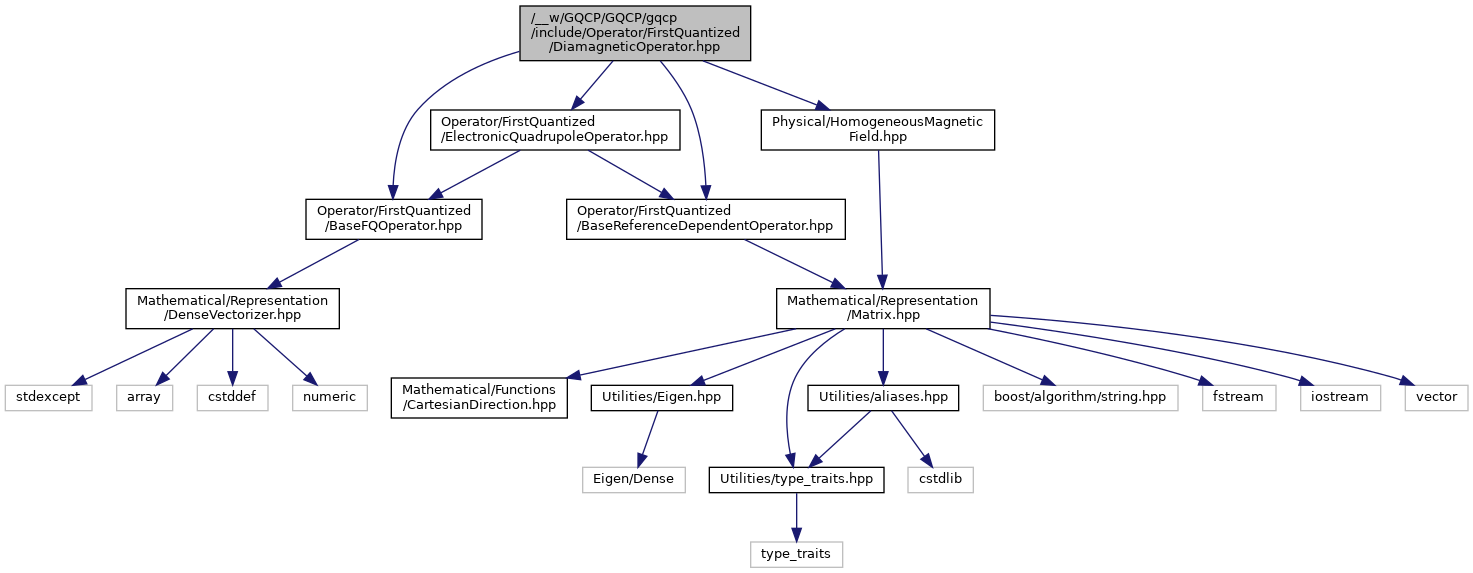 /__w/GQCP/GQCP/gqcp
/include/Operator/FirstQuantized
/DiamagneticOperator.hpp
Operator/FirstQuantized
/ElectronicQuadrupoleOperator.hpp
Physical/HomogeneousMagnetic
Field.hpp
Operator/FirstQuantized
/BaseFQOperator.hpp
Operator/FirstQuantized
/BaseReferenceDependentOperator.hpp
Mathematical/Representation
/DenseVectorizer.hpp
Mathematical/Representation
/Matrix.hpp
stdexcept
array
cstddef
numeric
Mathematical/Functions
/CartesianDirection.hpp
Utilities/Eigen.hpp
Utilities/aliases.hpp
boost/algorithm/string.hpp
fstream
iostream
vector
Eigen/Dense
Utilities/type_traits.hpp
cstdlib
type_traits